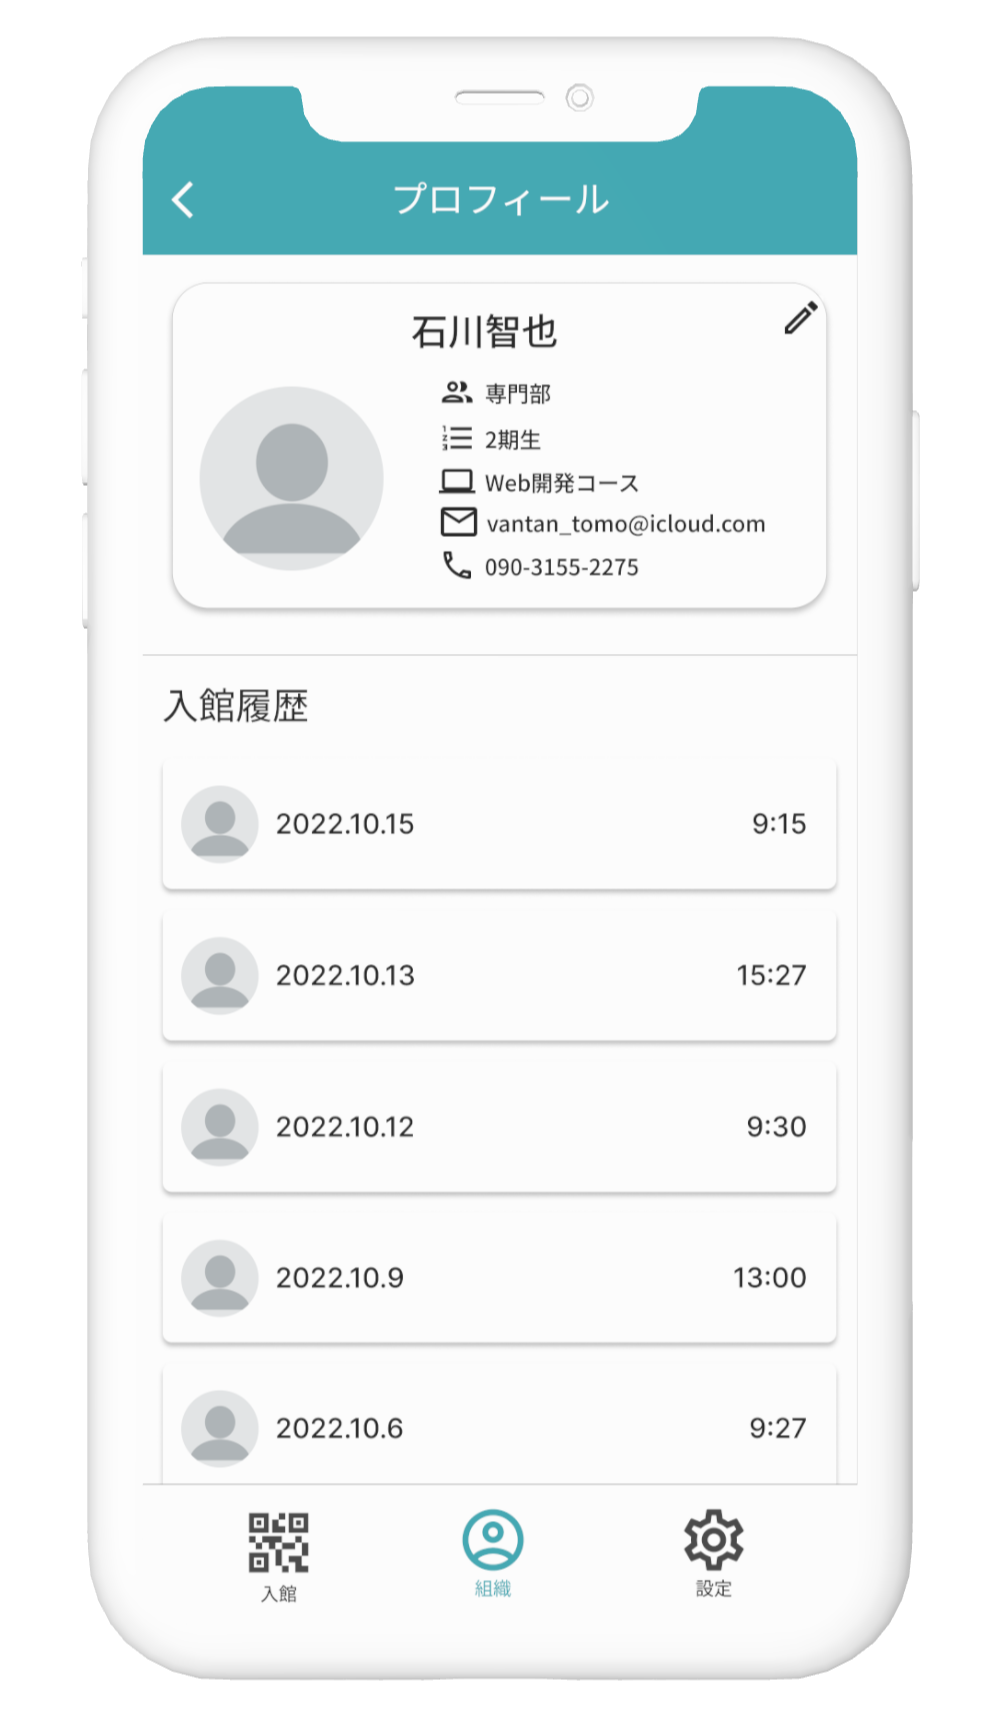 プロフィール
石川智也
専門部
2期生
Web開発コース
vantan_tomo@icloud.com
090-3155-2275
入館履歴
2022.10.15 9:15
2022.10.13 15:27
2022.10.12 9:30
2022.10.9 13:00
2022.10.6 9:27
入館 組織 設定